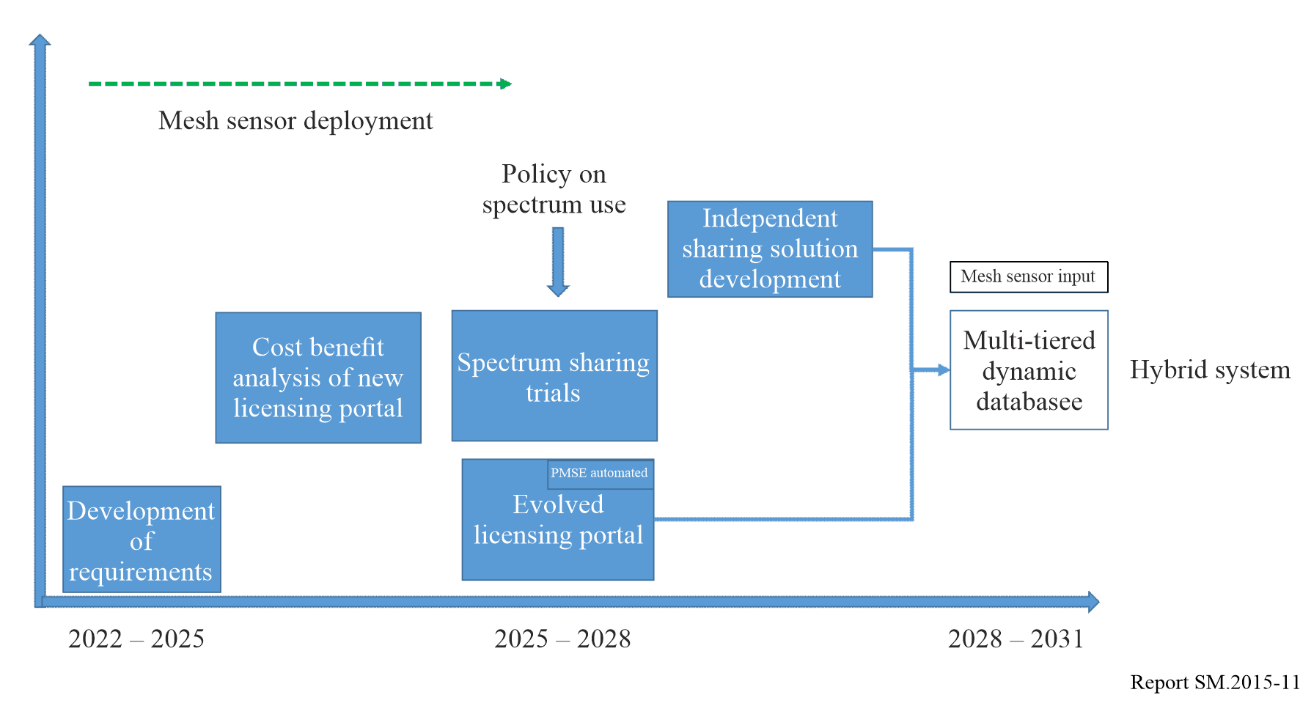 Mesh sensor deployment
Policy on
spectrum use
Independent
sharing solution
development
Mesh sensor input
Cost benefit
analysis of new
licensing portal
Spectrum sharing
trials
Multi-tiered
dynamic
databasee
Hybrid system
PMSE automated
Evolved
licensing portal
Development
of
requirements
2022 – 2025
2025 – 2028
2028 – 2031
Report SM.2015-11